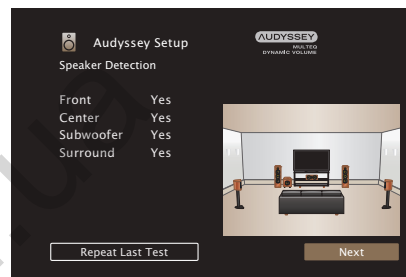 Audyssey Setup
AUDYSSEY
MULTEQ
DYNAMIC VOLUME
Speaker Detection
Front Yes
Center Yes
Subwoofer Yes
Surround Yes
Repeat Last Test
Next